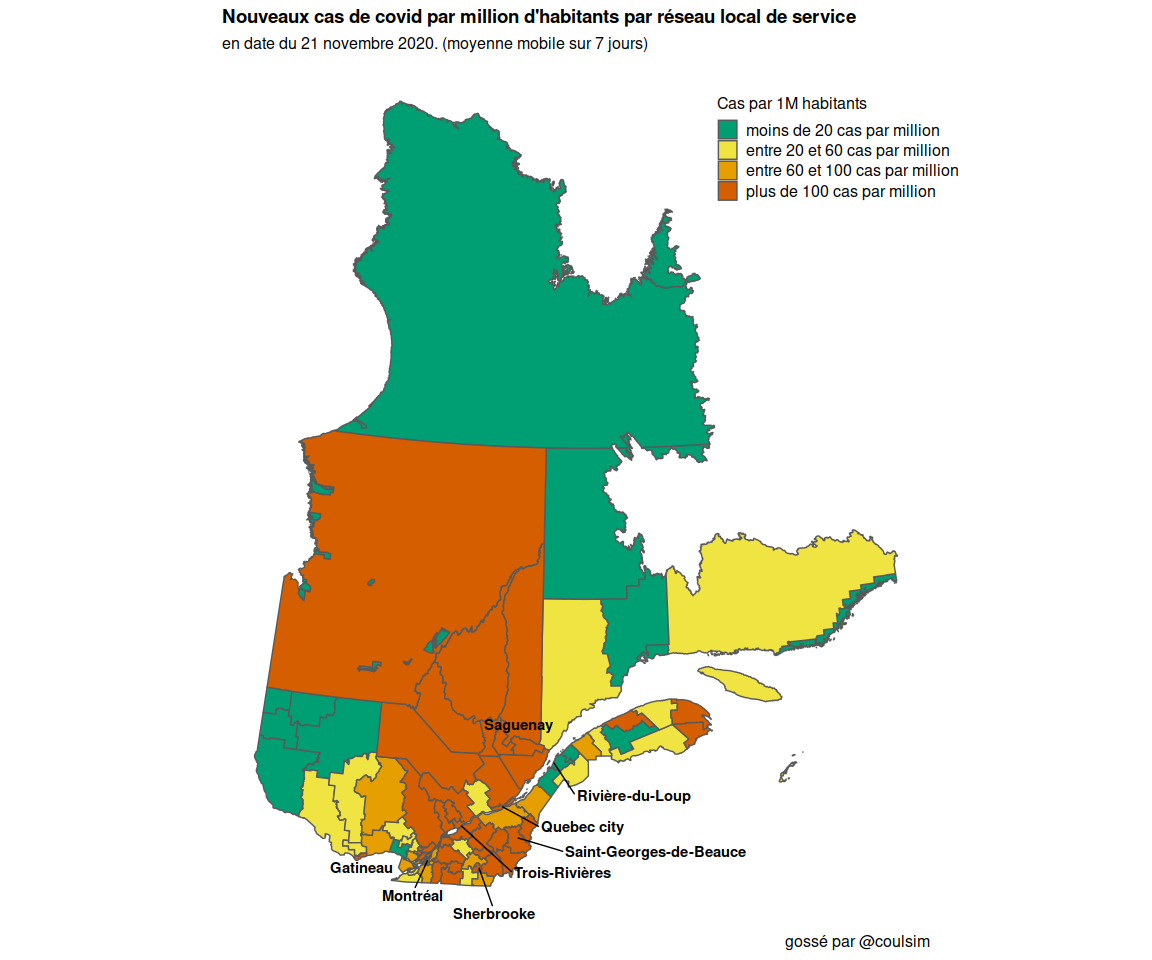 Nouveaux cas de covid par million d'habitants par réseau local de service
en date du 21 novembre 2020. (moyenne mobile sur 7 jours)
Cas par 1M habitants
moins de 20 cas par million
entre 20 et 60 cas par million
entre 60 et 100 cas par million
plus de 100 cas par million
Saguenay
Rivière-du-Loup
Quebec city
Saint-Georges-de-Beauce
Gatineau
Trois-Rivières
Montréal
Sherbrooke
gossé par @coulsim